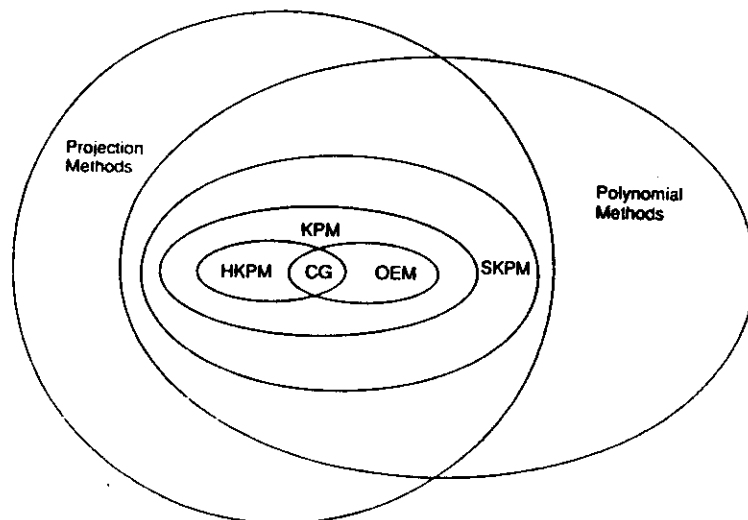 Projection
Methods
Polynomial
Methods
KPM
HKPM
CG
OEM
SKPM